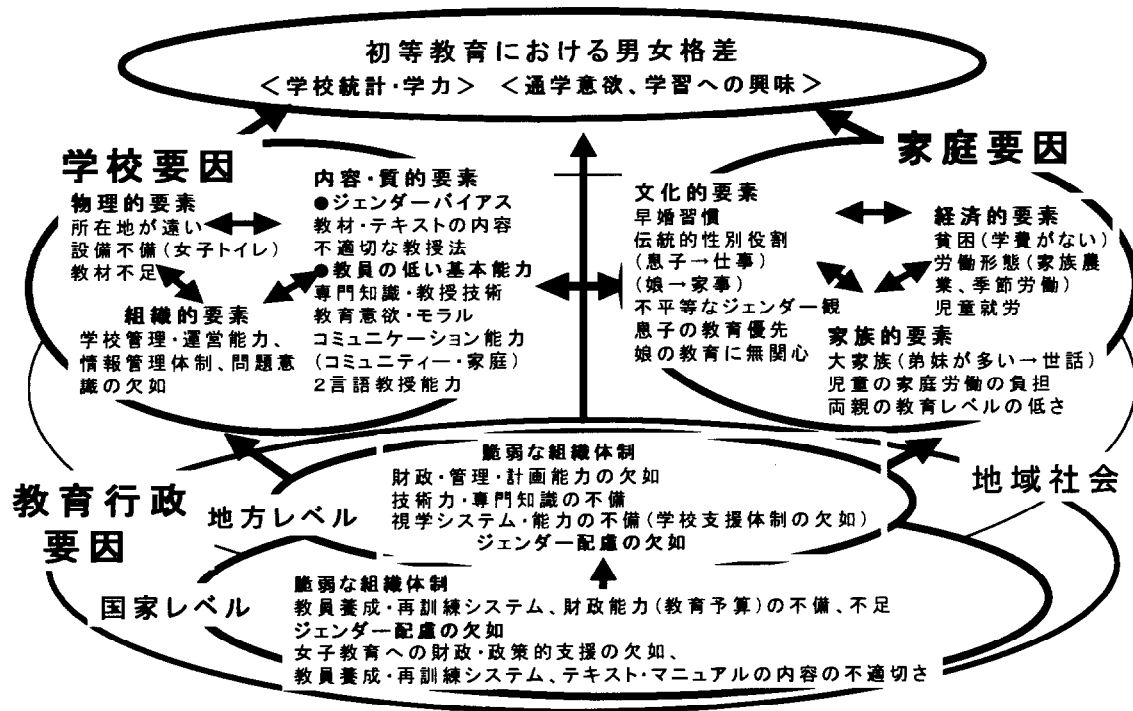 初等教育における男女格差
＜学校統計・学力＞ ＜通学意欲、学習への興味＞
学校要因
物理的要素
所在地が遠い
設備不備(女子トイレ)
教材不足
内容・質的要素
●ジェンダーバイアス
教材・テキストの内容
不適切な教授法
●教員の低い基本能力
専門知識・教授技術
教育意欲・モラル
コミュニケーション能力
(コミュニティー・家庭)
2言語教授能力
組織的要素
学校管理・運営能力、
情報管理体制、問題意
識の欠如
家庭要因
文化的要素
早婚習慣
伝統的性別役割
(息子→仕事)
(娘→家事)
不平等なジェンダー観
息子の教育優先
娘の教育に無関心
経済的要素
貧困(学費がない)
労働形態(家族農
業、季節労働)
児童就労
家族的要素
大家族(弟妹が多い→世話)
児童の家庭労働の負担
両親の教育レベルの低さ
地域社会
教育行政
要因
地方レベル
脆弱な組織体制
財政・管理・計画能力の欠如
技術力・専門知識の不備
視学システム・能力の不備(学校支援体制の欠如)
ジェンダー配慮の欠如
国家レベル
脆弱な組織体制
教員養成・再訓練システム、財政能力(教育予算)の不備、不足
ジェンダー配慮の欠如
女子教育への財政・政策的支援の欠如、
教員養成・再訓練システム、テキスト・マニュアルの内容の不適切さ